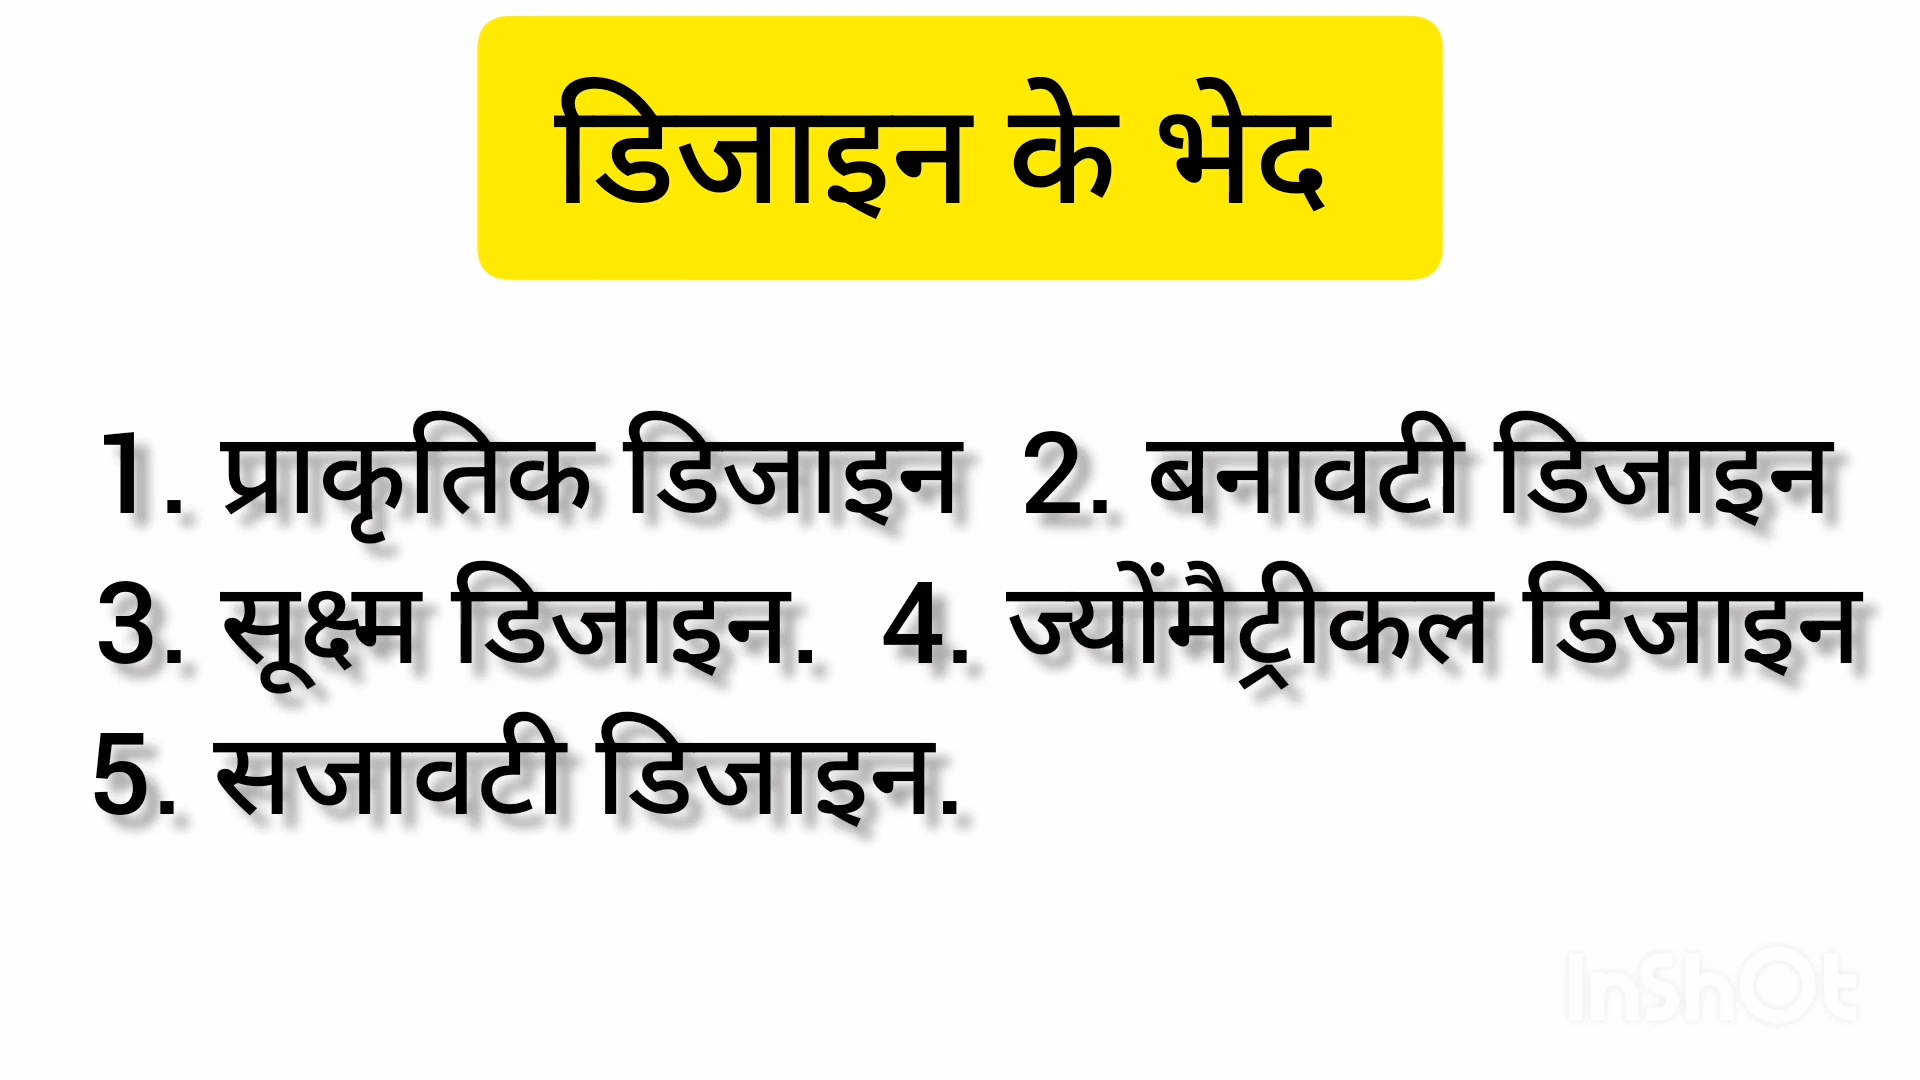 डिजाइन के भेद
1. प्राकृतिक डिजाइन 2. बनावटी डिजाइन
3. सूक्ष्म डिजाइन. 4. ज्योंमैट्रीकल डिजाइन
5. सजावटी डिजाइन.
InShOt